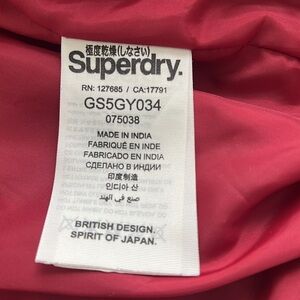 極度乾燥(しなさい)
Superdry.
RN: 127685 / CA:17791
GS5GY034
075038
MADE IN INDIA
FABRIQUÉ EN INDE
FABRICADO EN INDIA
СДЕЛАНО В ИНДИИ
印度制造
인디아 산
صنع في الهند
BRITISH DESIGN.
SPIRIT OF JAPAN.